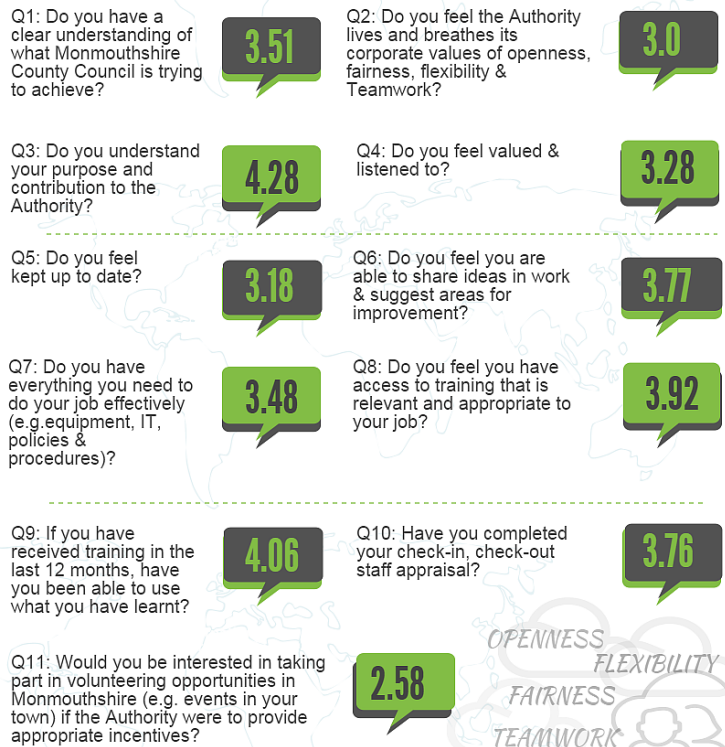 Q1: Do you have a
clear understanding of
what Monmouthshire
County Council is trying
to achieve?
3.51
Q2: Do you feel the Authority
lives and breathes its
corporate values of openness,
fairness, flexibility &
Teamwork?
3.0
Q3: Do you understand
your purpose and
contribution to the
Authority?
4.28
Q4: Do you feel valued &
listened to?
3.28
Q5: Do you feel
kept up to date?
3.18
Q6: Do you feel you are
able to share ideas in work
& suggest areas for
improvement?
3.77
Q7: Do you have
everything you need to
do your job effectively
(e.g.equipment, IT,
policies &
procedures)?
3.48
Q8: Do you feel you have
access to training that is
relevant and appropriate to
your job?
3.92
Q9: If you have
received training in the
last 12 months, have
you been able to use
what you have learnt?
4.06
Q10: Have you completed
your check-in, check-out
staff appraisal?
3.76
Q11: Would you be interested in taking
part in volunteering opportunities in
Monmouthshire (e.g. events in your
town) if the Authority were to provide
appropriate incentives?
2.58
OPENNESS
FLEXIBILITY
FAIRNESS
TEAMWORK